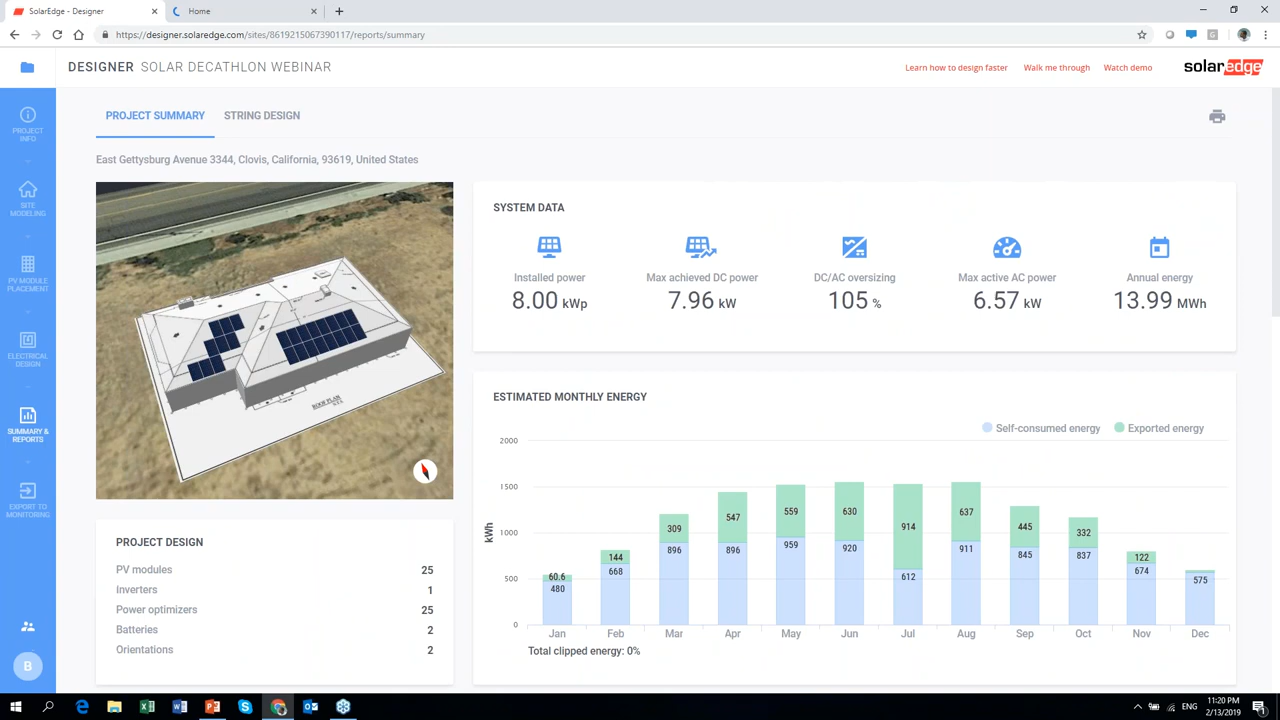 SolarEdge - Designer
Home
https://designer.solaredge.com/sites/8619215067390117/reports/summary
DESIGNER SOLAR DECATHLON WEBINAR
Learn how to design faster
Walk me through
Watch demo
solaredge
PROJECT INFO
SITE MODELING
PV MODULE PLACEMENT
ELECTRICAL DESIGN
SUMMARY & REPORTS
EXPORT TO MONITORING
B
PROJECT SUMMARY
STRING DESIGN
East Gettysburg Avenue 3344, Clovis, California, 93619, United States
ROOF PLAN
SYSTEM DATA
Installed power
8.00 kWp
Max achieved DC power
7.96 kW
DC/AC oversizing
105 %
Max active AC power
6.57 kW
Annual energy
13.99 MWh
PROJECT DESIGN
PV modules 25
Inverters 1
Power optimizers 25
Batteries 2
Orientations 2
ESTIMATED MONTHLY ENERGY
Self-consumed energy
Exported energy
kWh
2000
1500
1000
500
0
60.6 144 309 547 559 630 914 637 445 332 122
480 668 896 896 959 920 612 911 845 837 674 575
Jan Feb Mar Apr May Jun Jul Aug Sep Oct Nov Dec
Total clipped energy: 0%
ENG
11:20 PM
2/13/2019
1